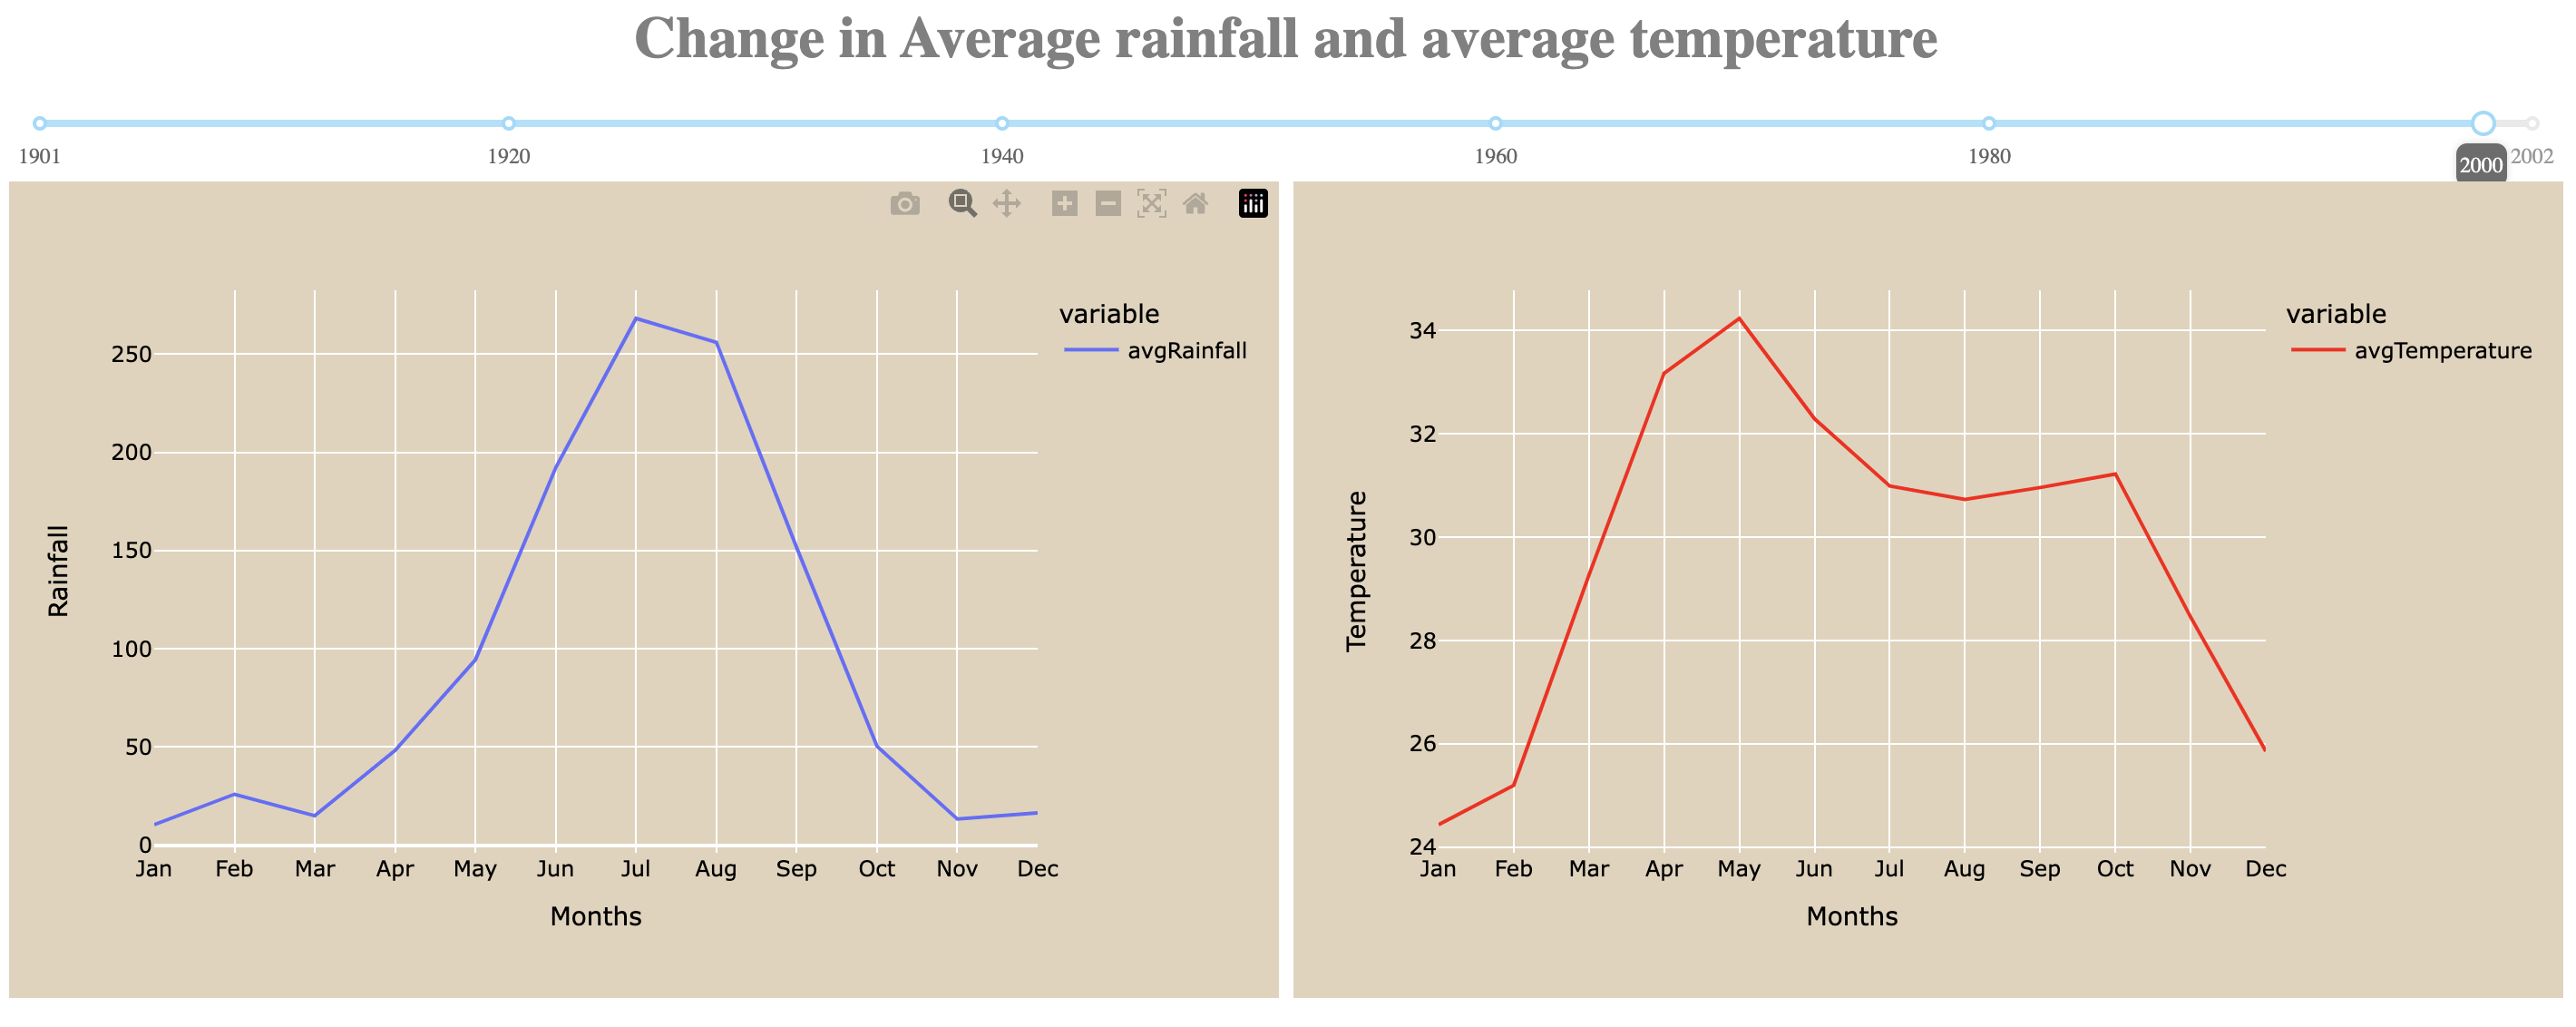 Change in Average rainfall and average temperature
1901 1920 1940 1960 1980 2000 2002
variable
avgRainfall
250
200
150
100
50
0
Rainfall
Jan Feb Mar Apr May Jun Jul Aug Sep Oct Nov Dec
Months
variable
avgTemperature
34
32
30
28
26
24
Temperature
Jan Feb Mar Apr May Jun Jul Aug Sep Oct Nov Dec
Months